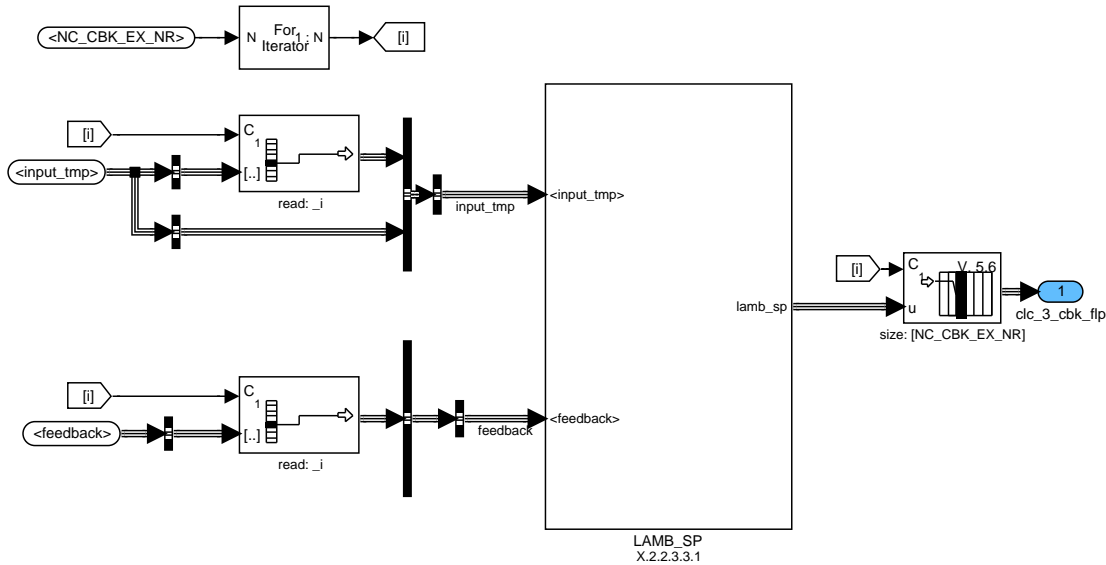 <NC_CBK_EX_NR>
N
For
Iterator
1 : N
[i]
[i]
C
1
<input_tmp>
[..]
read: _i
input_tmp
<input_tmp>
[i]
C
1
V. 5.6
u
1
clc_3_cbk_flp
size: [NC_CBK_EX_NR]
lamb_sp
[i]
C
1
<feedback>
[..]
read: _i
feedback
<feedback>
LAMB_SP
X.2.2.3.3.1